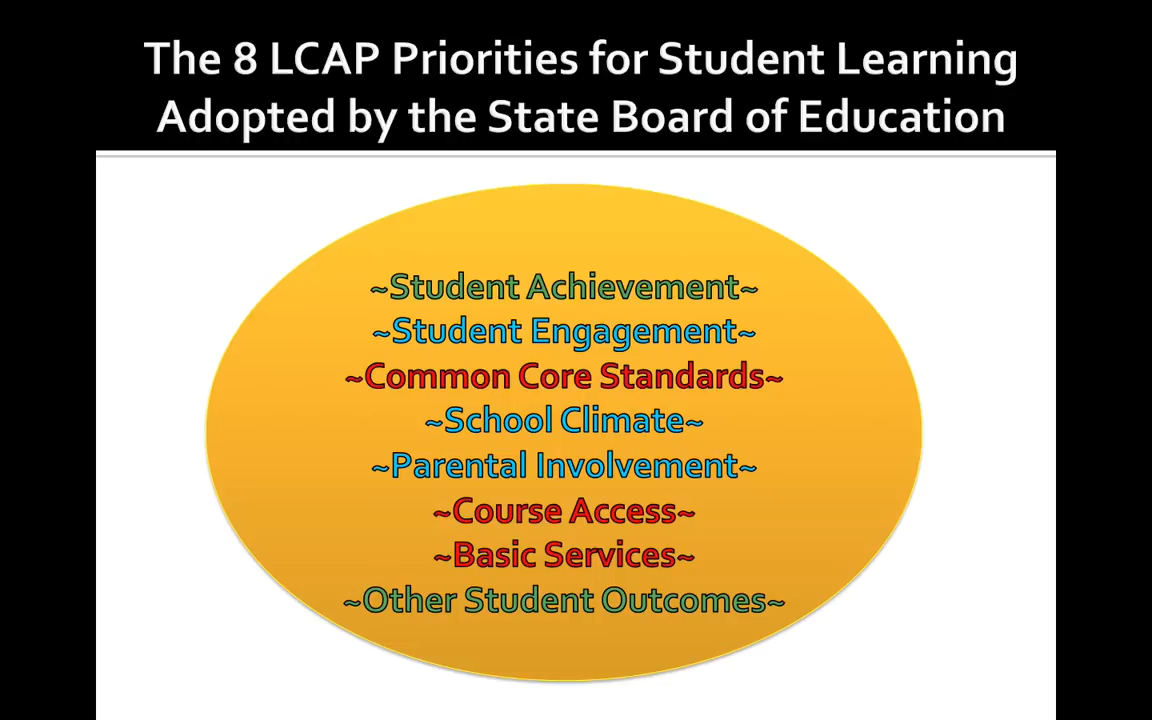 The 8 LCAP Priorities for Student Learning
Adopted by the State Board of Education
~Student Achievement~
~Student Engagement~
~Common Core Standards~
~School Climate~
~Parental Involvement~
~Course Access~
~Basic Services~
~Other Student Outcomes~